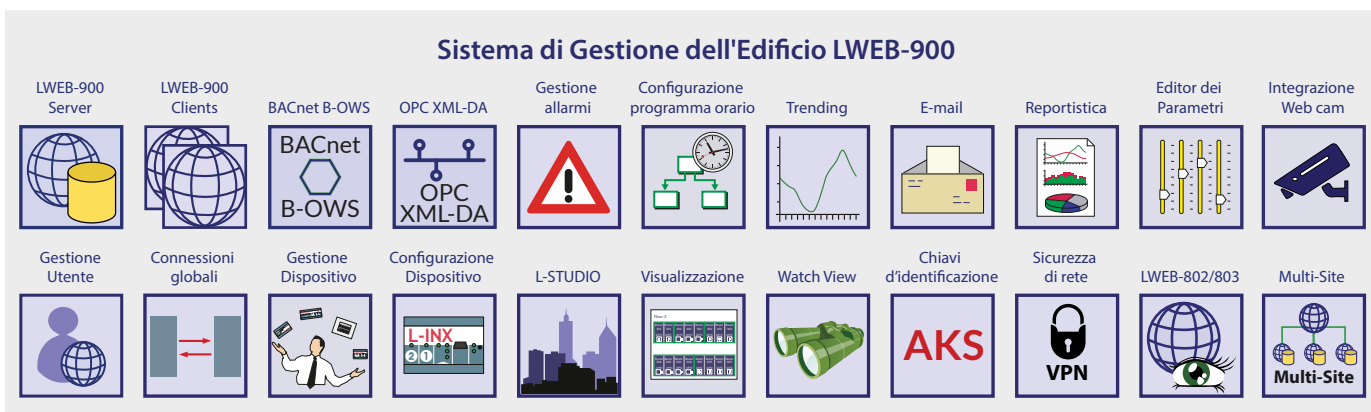 Sistema di Gestione dell'Edificio LWEB-900
LWEB-900
Server
LWEB-900
Clients
BACnet B-OWS
OPC XML-DA
Gestione
allarmi
Configurazione
programma orario
Trending
E-mail
Reportistica
Editor dei
Parametri
Integrazione
Web cam
BACnet
B-OWS
OPC
XML-DA
Gestione
Utente
Connessioni
globali
Gestione
Dispositivo
Configurazione
Dispositivo
L-STUDIO
Visualizzazione
Watch View
Chiavi
d'identificazione
Sicurezza
di rete
LWEB-802/803
Multi-Site
L-INX
2 1
AKS
VPN
Multi-Site